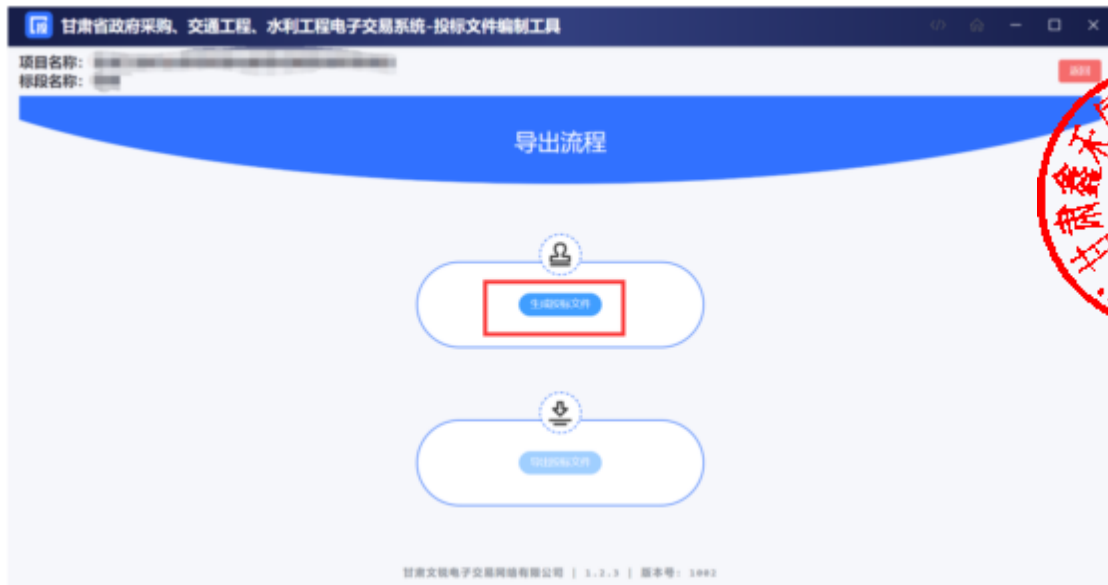 甘肃省政府采购、交通工程、水利工程电子交易系统-投标文件编制工具
项目名称：
标段名称：
返回
导出流程
生成投标文件
导出投标文件
甘肃文锐电子交易网络有限公司 | 1.2.3 | 版本号: 1002
甘肃鑫禾